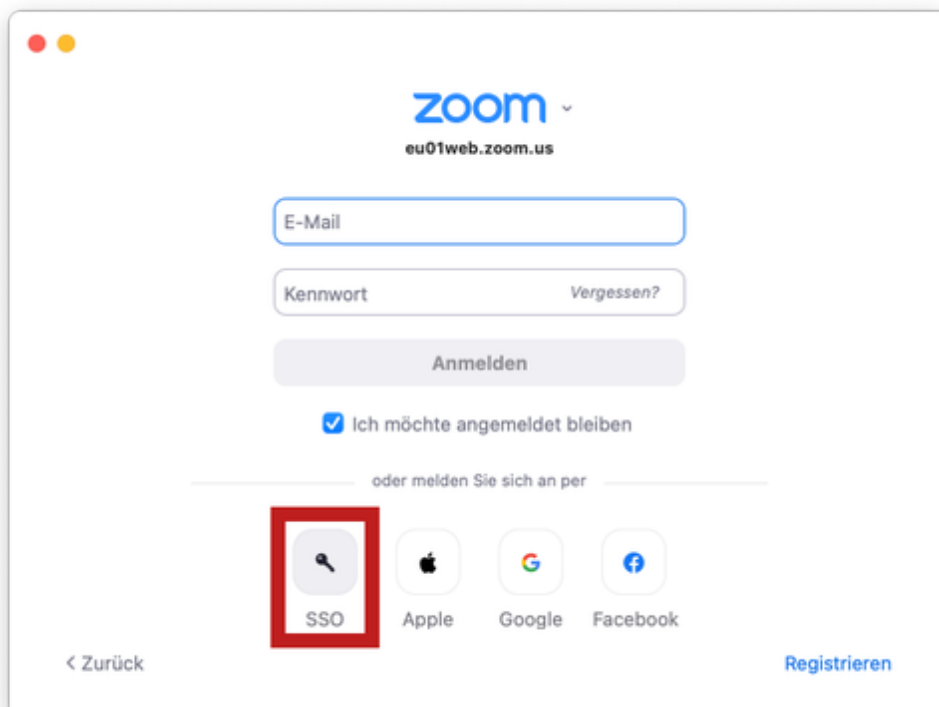 zoom
eu01web.zoom.us
E-Mail
Kennwort Vergessen?
Anmelden
Ich möchte angemeldet bleiben
oder melden Sie sich an per
SSO Apple Google Facebook
< Zurück Registrieren